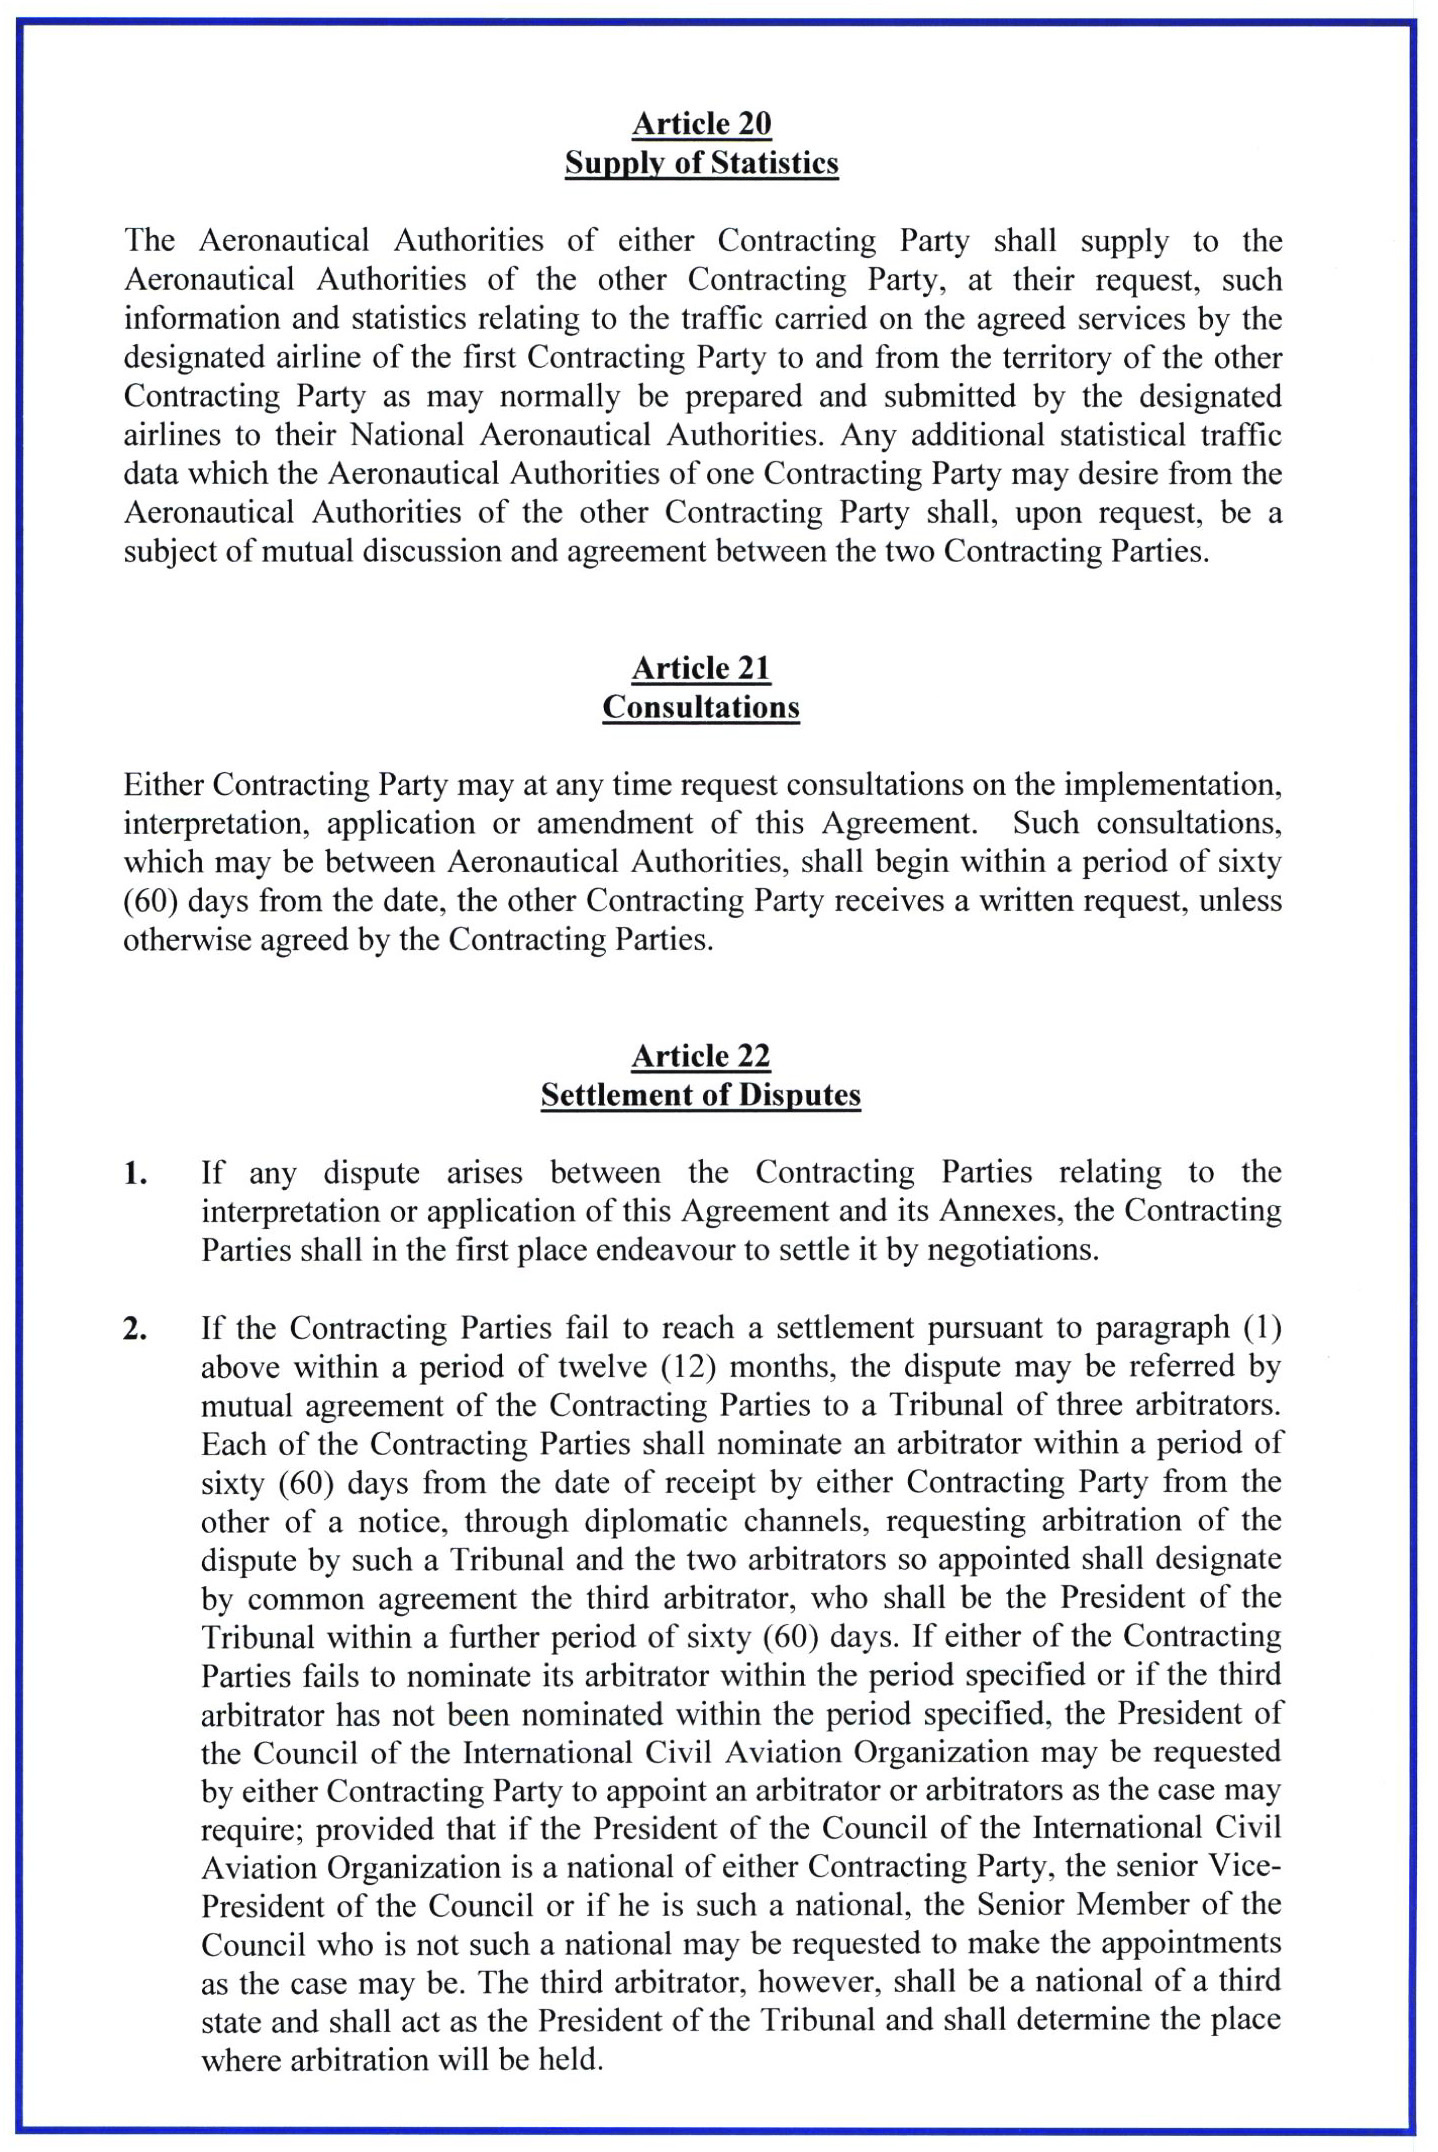 Article 20
Supply of Statistics
The Aeronautical Authorities of either Contracting Party shall supply to the
Aeronautical Authorities of the other Contracting Party, at their request, such
information and statistics relating to the traffic carried on the agreed services by the
designated airline of the first Contracting Party to and from the territory of the other
Contracting Party as may normally be prepared and submitted by the designated
airlines to their National Aeronautical Authorities. Any additional statistical traffic
data which the Aeronautical Authorities of one Contracting Party may desire from the
Aeronautical Authorities of the other Contracting Party shall, upon request, be a
subject of mutual discussion and agreement between the two Contracting Parties.
Article 21
Consultations
Either Contracting Party may at any time request consultations on the implementation,
interpretation, application or amendment of this Agreement. Such consultations,
which may be between Aeronautical Authorities, shall begin within a period of sixty
(60) days from the date, the other Contracting Party receives a written request, unless
otherwise agreed by the Contracting Parties.
Article 22
Settlement of Disputes
1. If any dispute arises between the Contracting Parties relating to the
interpretation or application of this Agreement and its Annexes, the Contracting
Parties shall in the first place endeavour to settle it by negotiations.
2. If the Contracting Parties fail to reach a settlement pursuant to paragraph (1)
above within a period of twelve (12) months, the dispute may be referred by
mutual agreement of the Contracting Parties to a Tribunal of three arbitrators.
Each of the Contracting Parties shall nominate an arbitrator within a period of
sixty (60) days from the date of receipt by either Contracting Party from the
other of a notice, through diplomatic channels, requesting arbitration of the
dispute by such a Tribunal and the two arbitrators so appointed shall designate
by common agreement the third arbitrator, who shall be the President of the
Tribunal within a further period of sixty (60) days. If either of the Contracting
Parties fails to nominate its arbitrator within the period specified or if the third
arbitrator has not been nominated within the period specified, the President of
the Council of the International Civil Aviation Organization may be requested
by either Contracting Party to appoint an arbitrator or arbitrators as the case may
require; provided that if the President of the Council of the International Civil
Aviation Organization is a national of either Contracting Party, the senior Vice-
President of the Council or if he is such a national, the Senior Member of the
Council who is not such a national may be requested to make the appointments
as the case may be. The third arbitrator, however, shall be a national of a third
state and shall act as the President of the Tribunal and shall determine the place
where arbitration will be held.